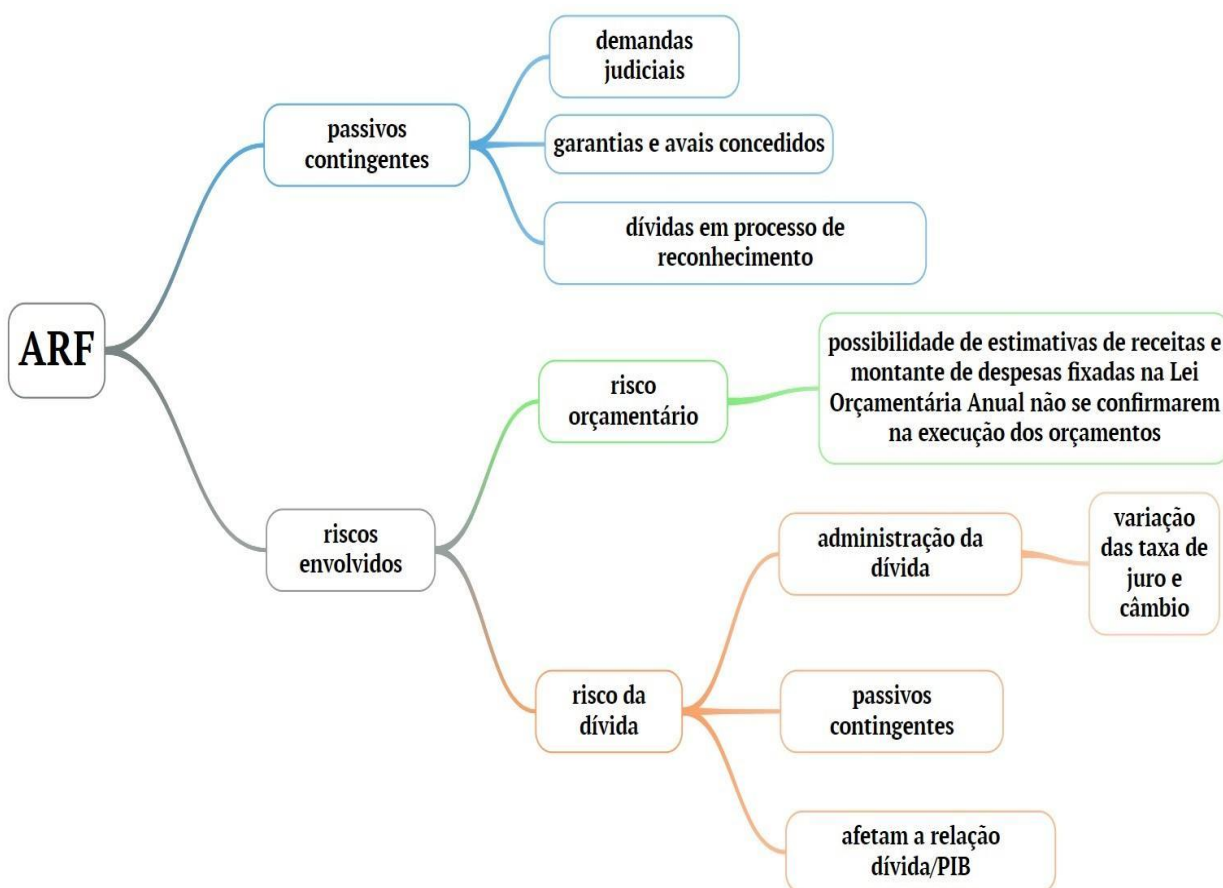 demandas
judiciais
passivos
contingentes
garantias e avais concedidos
dívidas em processo de
reconhecimento
ARF
possibilidade de estimativas de receitas e
montante de despesas fixadas na Lei
Orçamentária Anual não se confirmarem
na execução dos orçamentos
risco
orçamentário
riscos
envolvidos
administração da
dívida
variação
das taxa de
juro e
câmbio
risco da
dívida
passivos
contingentes
afetam a relação
dívida/PIB